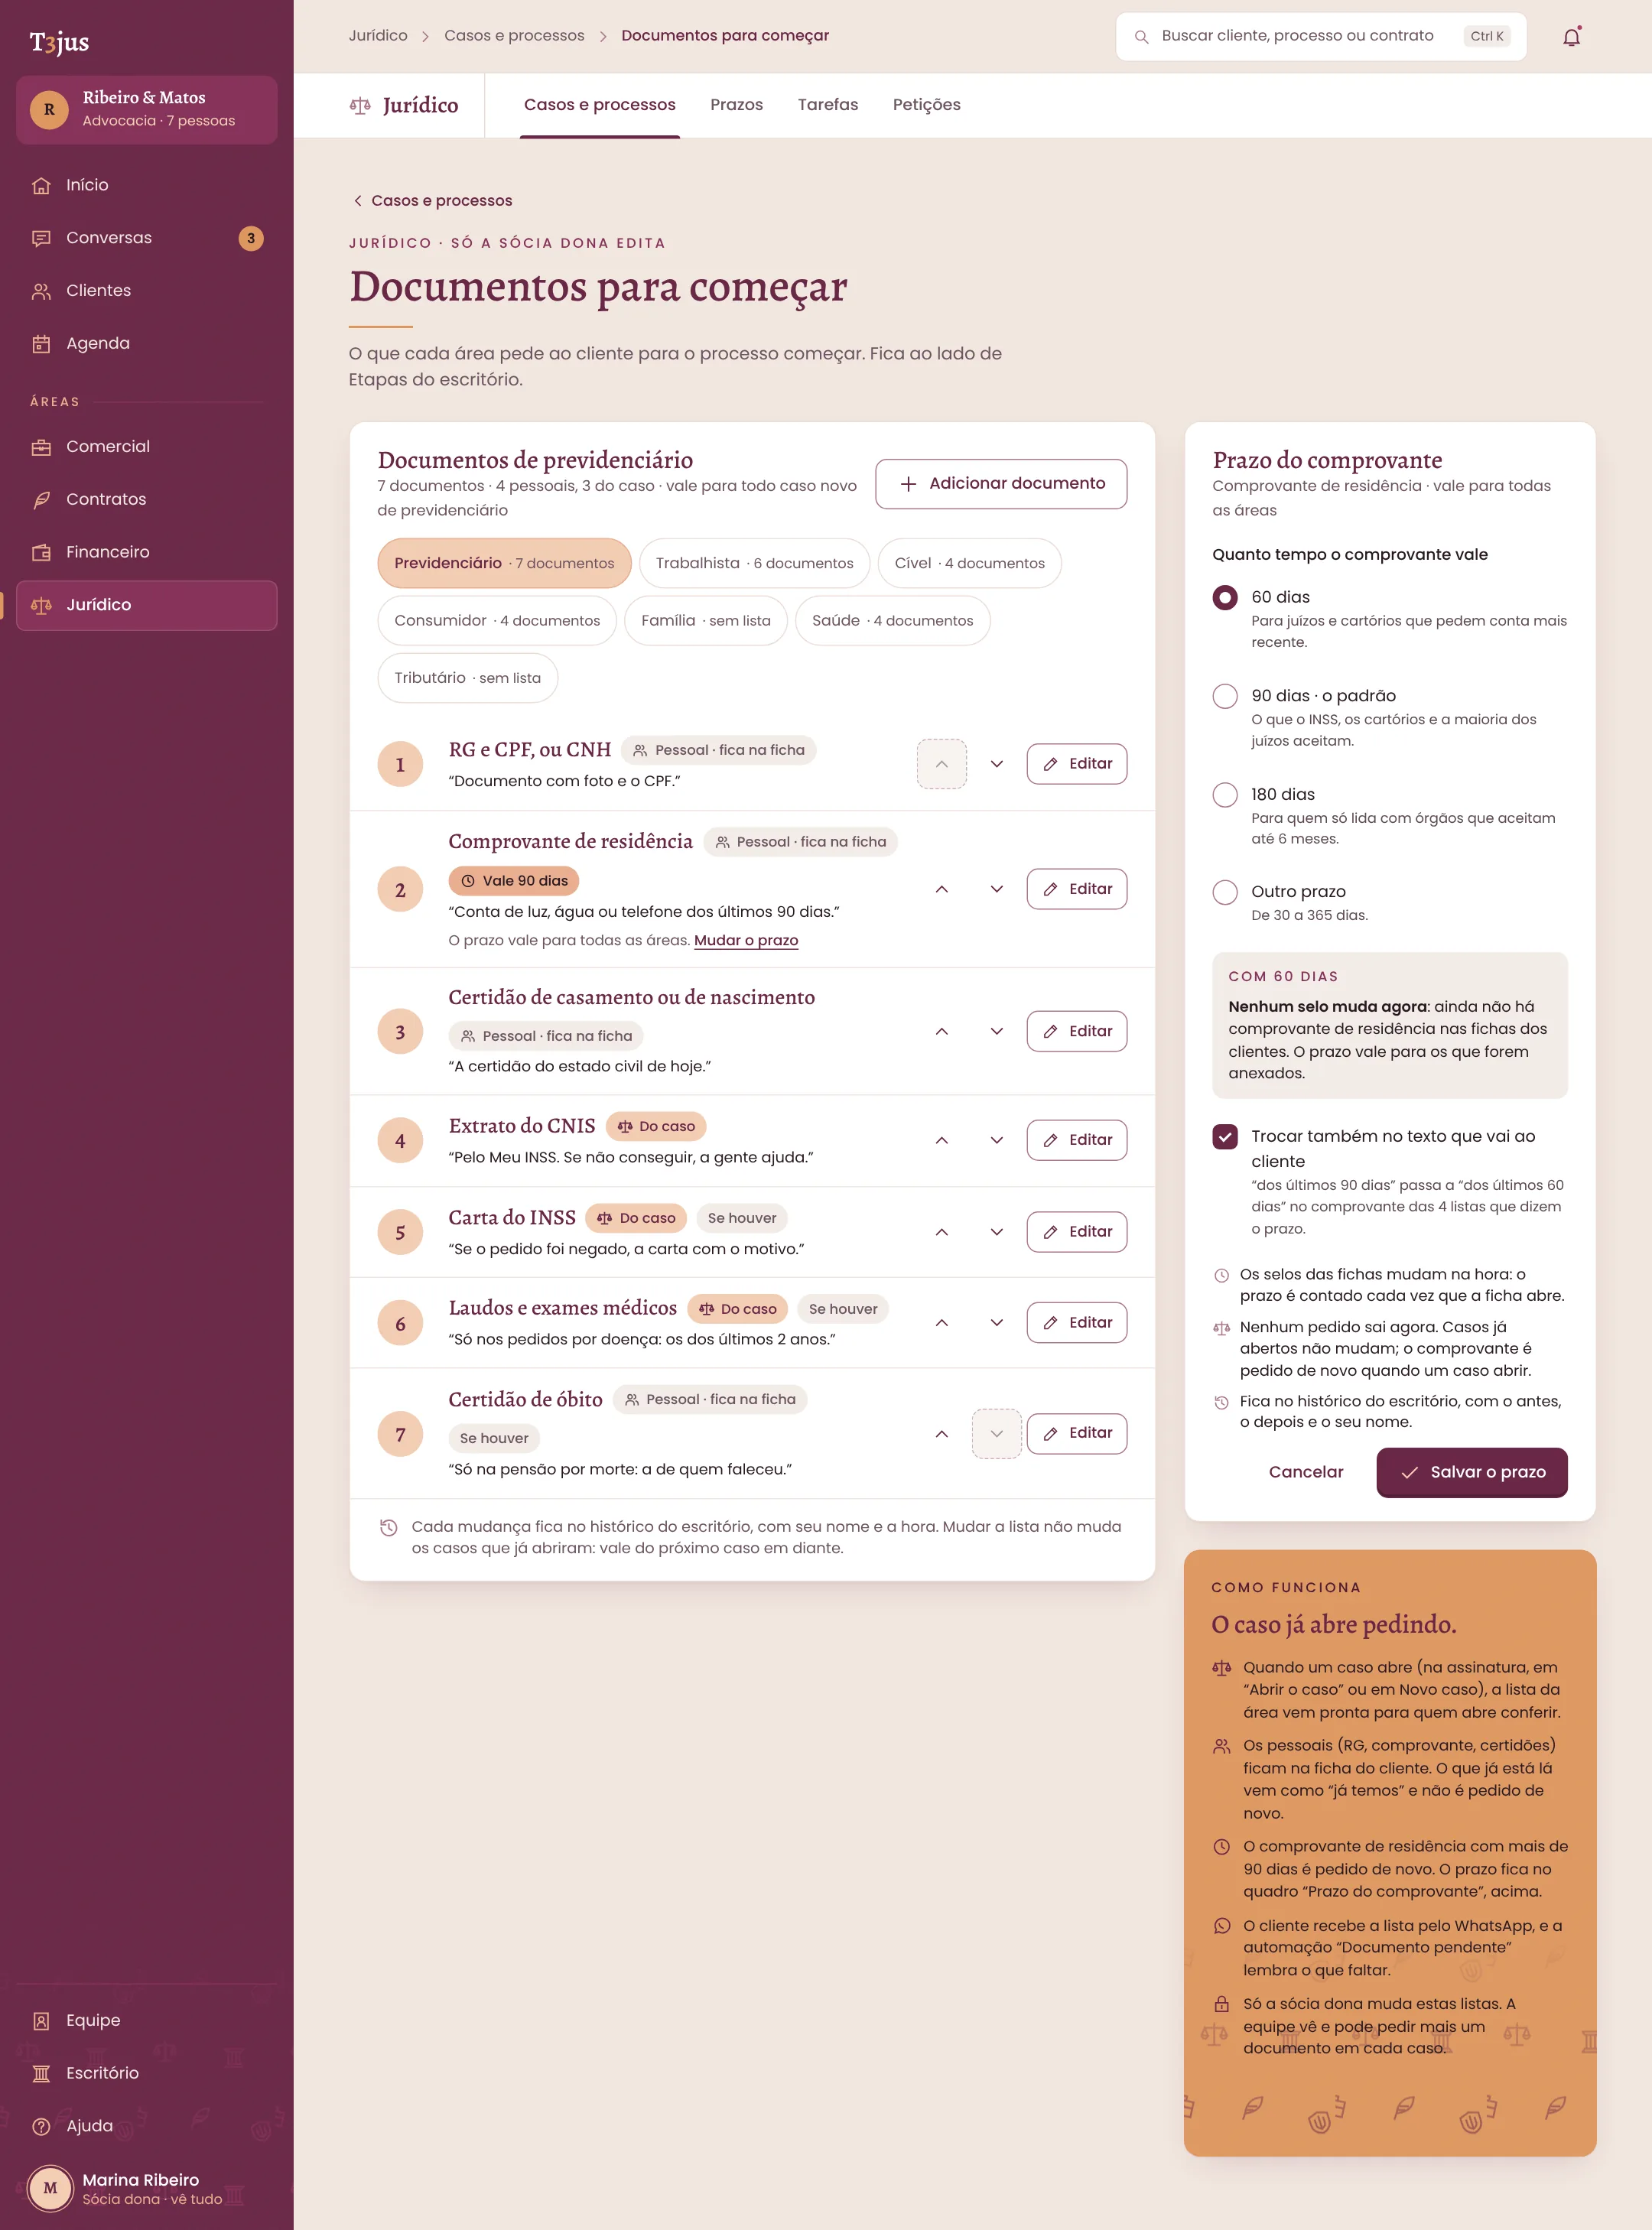 T3jus
R
Ribeiro & Matos
Advocacia · 7 pessoas
Início
Conversas
3
Clientes
Agenda
ÁREAS
Comercial
Contratos
Financeiro
Jurídico
Equipe
Escritório
Ajuda
M
Marina Ribeiro
Sócia dona · vê tudo
Jurídico > Casos e processos > Documentos para começar
Buscar cliente, processo ou contrato
Ctrl K
Jurídico
Casos e processos
Prazos
Tarefas
Petições
Casos e processos
JURÍDICO · SÓ A SÓCIA DONA EDITA
Documentos para começar
O que cada área pede ao cliente para o processo começar. Fica ao lado de
Etapas do escritório.
Documentos de previdenciário
7 documentos · 4 pessoais, 3 do caso · vale para todo caso novo
de previdenciário
Adicionar documento
Previdenciário · 7 documentos
Trabalhista · 6 documentos
Cível · 4 documentos
Consumidor · 4 documentos
Família · sem lista
Saúde · 4 documentos
Tributário · sem lista
1
RG e CPF, ou CNH
Pessoal · fica na ficha
“Documento com foto e o CPF.”
Editar
2
Comprovante de residência
Pessoal · fica na ficha
Vale 90 dias
“Conta de luz, água ou telefone dos últimos 90 dias.”
O prazo vale para todas as áreas. Mudar o prazo
Editar
3
Certidão de casamento ou de nascimento
Pessoal · fica na ficha
“A certidão do estado civil de hoje.”
Editar
4
Extrato do CNIS
Do caso
“Pelo Meu INSS. Se não conseguir, a gente ajuda.”
Editar
5
Carta do INSS
Do caso
Se houver
“Se o pedido foi negado, a carta com o motivo.”
Editar
6
Laudos e exames médicos
Do caso
Se houver
“Só nos pedidos por doença: os dos últimos 2 anos.”
Editar
7
Certidão de óbito
Pessoal · fica na ficha
Se houver
“Só na pensão por morte: a de quem faleceu.”
Editar
Cada mudança fica no histórico do escritório, com seu nome e a hora. Mudar a lista não muda
os casos que já abriram: vale do próximo caso em diante.
Prazo do comprovante
Comprovante de residência · vale para todas
as áreas
Quanto tempo o comprovante vale
60 dias
Para juízos e cartórios que pedem conta mais
recente.
90 dias · o padrão
O que o INSS, os cartórios e a maioria dos
juízos aceitam.
180 dias
Para quem só lida com órgãos que aceitam
até 6 meses.
Outro prazo
De 30 a 365 dias.
COM 60 DIAS
Nenhum selo muda agora: ainda não há
comprovante de residência nas fichas dos
clientes. O prazo vale para os que forem
anexados.
Trocar também no texto que vai ao
cliente
“dos últimos 90 dias” passa a “dos últimos 60
dias” no comprovante das 4 listas que dizem
o prazo.
Os selos das fichas mudam na hora: o
prazo é contado cada vez que a ficha abre.
Nenhum pedido sai agora. Casos já
abertos não mudam; o comprovante é
pedido de novo quando um caso abrir.
Fica no histórico do escritório, com o antes,
o depois e o seu nome.
Cancelar
Salvar o prazo
COMO FUNCIONA
O caso já abre pedindo.
Quando um caso abre (na assinatura, em
“Abrir o caso” ou em Novo caso), a lista da
área vem pronta para quem abre conferir.
Os pessoais (RG, comprovante, certidões)
ficam na ficha do cliente. O que já está lá
vem como “já temos” e não é pedido de
novo.
O comprovante de residência com mais de
90 dias é pedido de novo. O prazo fica no
quadro “Prazo do comprovante”, acima.
O cliente recebe a lista pelo WhatsApp, e a
automação “Documento pendente”
lembra o que faltar.
Só a sócia dona muda estas listas. A
equipe vê e pode pedir mais um
documento em cada caso.